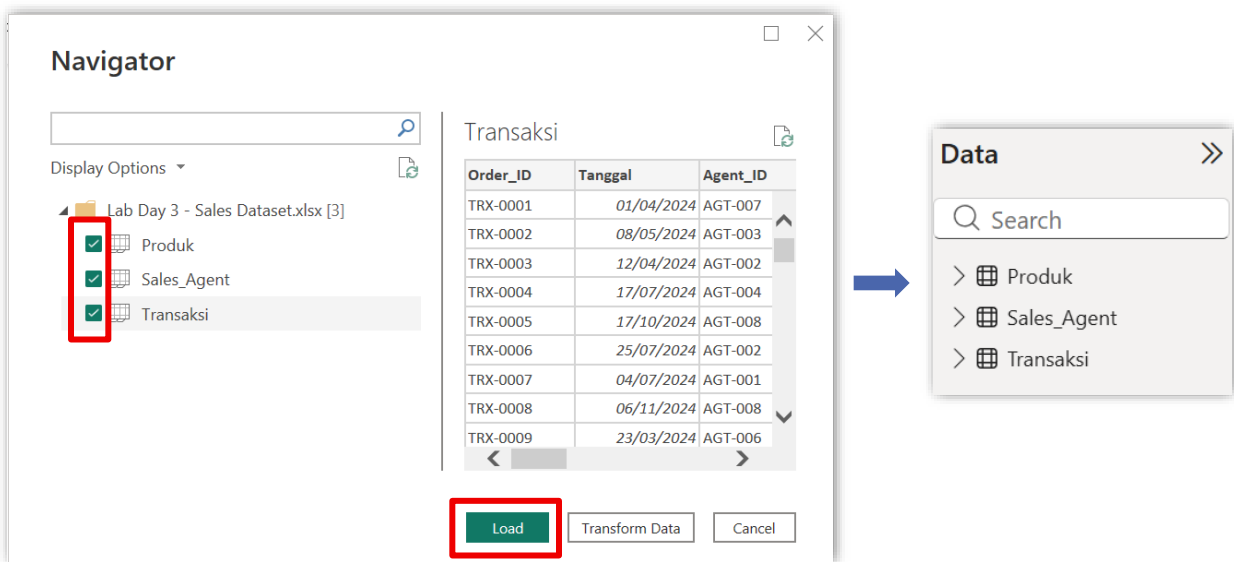 Navigator
Display Options
Lab Day 3 - Sales Dataset.xlsx [3]
Produk
Sales_Agent
Transaksi
Transaksi
Order_ID Tanggal Agent_ID
TRX-0001 01/04/2024 AGT-007
TRX-0002 08/05/2024 AGT-003
TRX-0003 12/04/2024 AGT-002
TRX-0004 17/07/2024 AGT-004
TRX-0005 17/10/2024 AGT-008
TRX-0006 25/07/2024 AGT-002
TRX-0007 04/07/2024 AGT-001
TRX-0008 06/11/2024 AGT-008
TRX-0009 23/03/2024 AGT-006
Load Transform Data Cancel
Data
Search
Produk
Sales_Agent
Transaksi